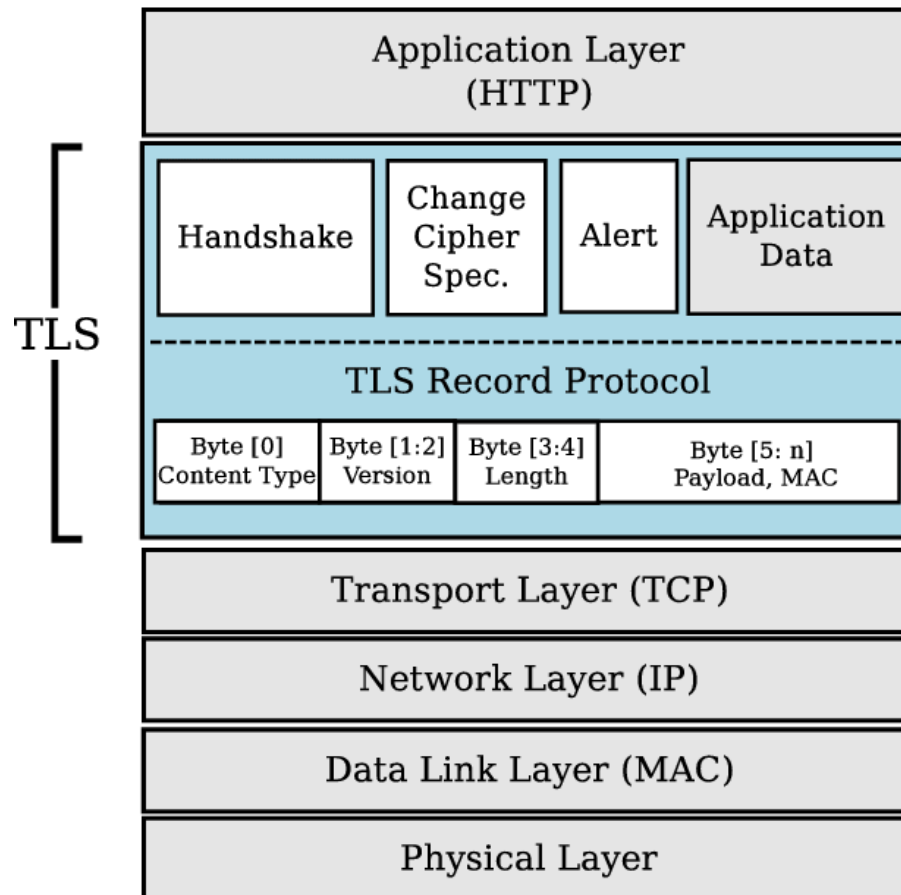 Application Layer
(HTTP)
TLS
Handshake
Change
Cipher
Spec.
Alert
Application
Data
TLS Record Protocol
Byte [0]
Content Type
Byte [1:2]
Version
Byte [3:4]
Length
Byte [5: n]
Payload, MAC
Transport Layer (TCP)
Network Layer (IP)
Data Link Layer (MAC)
Physical Layer